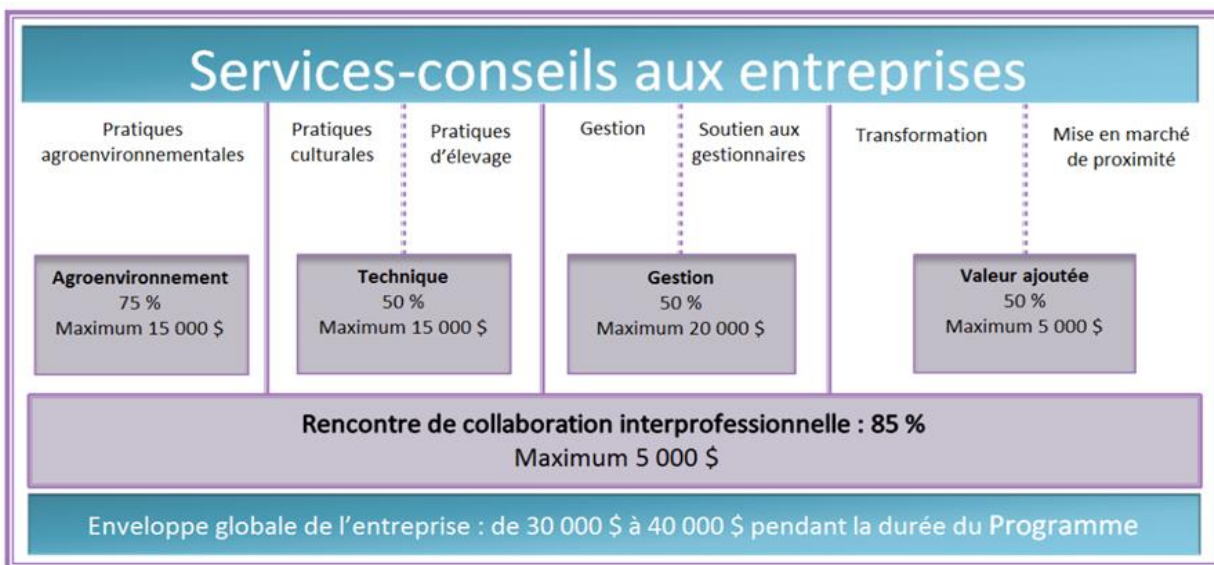 Services-conseils aux entreprises
Pratiques
agroenvironnementales
Pratiques
culturales
Pratiques
d'élevage
Gestion
Soutien aux
gestionnaires
Transformation
Mise en marché
de proximité
Agroenvironnement
75 %
Maximum 15 000 $
Technique
50 %
Maximum 15 000 $
Gestion
50 %
Maximum 20 000 $
Valeur ajoutée
50 %
Maximum 5 000 $
Rencontre de collaboration interprofessionnelle : 85 %
Maximum 5 000 $
Enveloppe globale de l'entreprise : de 30 000 $ à 40 000 $ pendant la durée du Programme